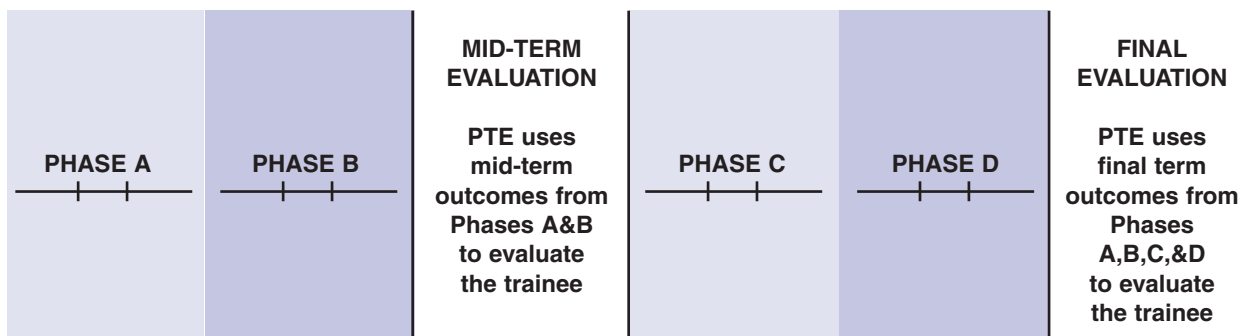 PHASE A
PHASE B
MID-TERM
EVALUATION
PTE uses
mid-term
outcomes from
Phases A&B
to evaluate
the trainee
PHASE C
PHASE D
FINAL
EVALUATION
PTE uses
final term
outcomes from
Phases
A,B,C,&D
to evaluate
the trainee